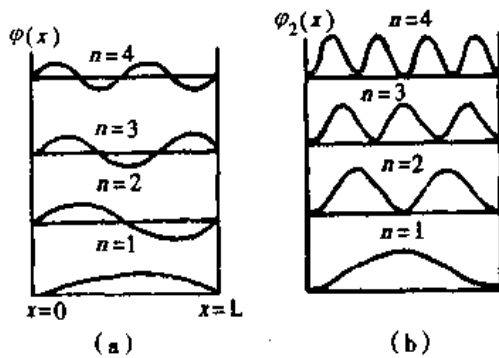 φ(x)
n=4
n=3
n=2
n=1
x=0
x=L
(a)
φ₂(x)
n=4
n=3
n=2
n=1
(b)